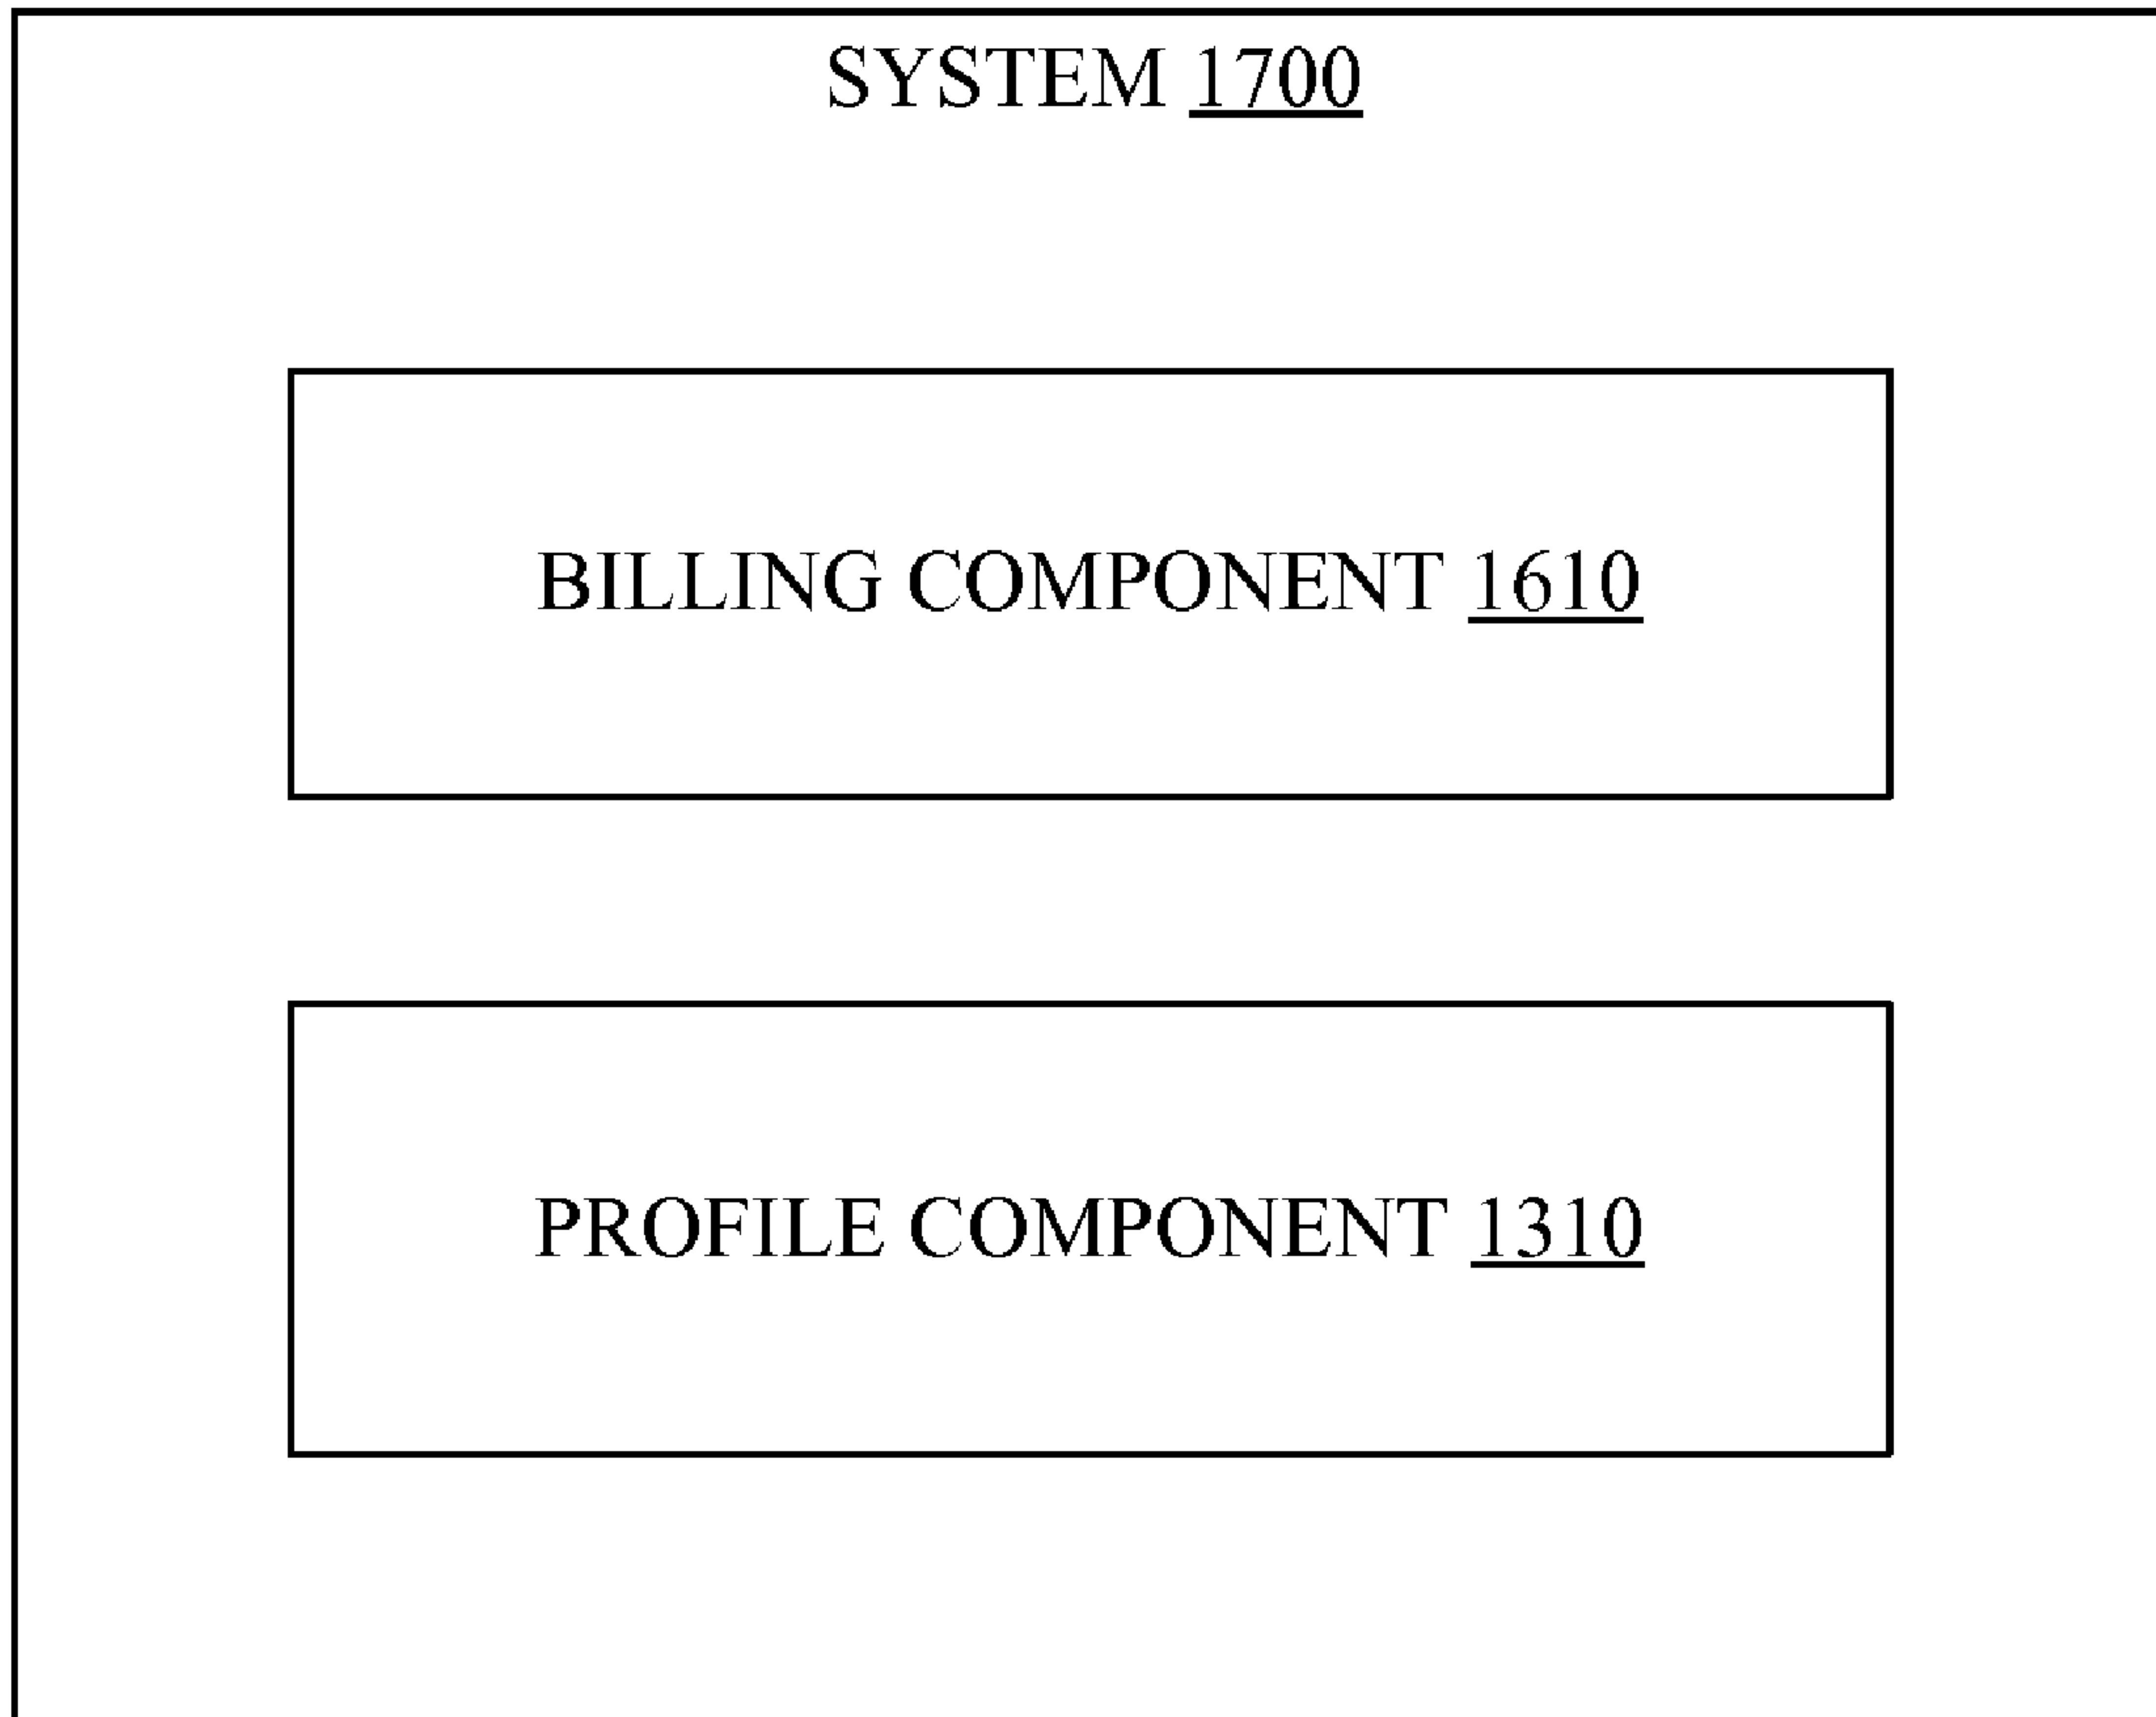 SYSTEM 1700
BILLING COMPONENT 1610
PROFILE COMPONENT 1310